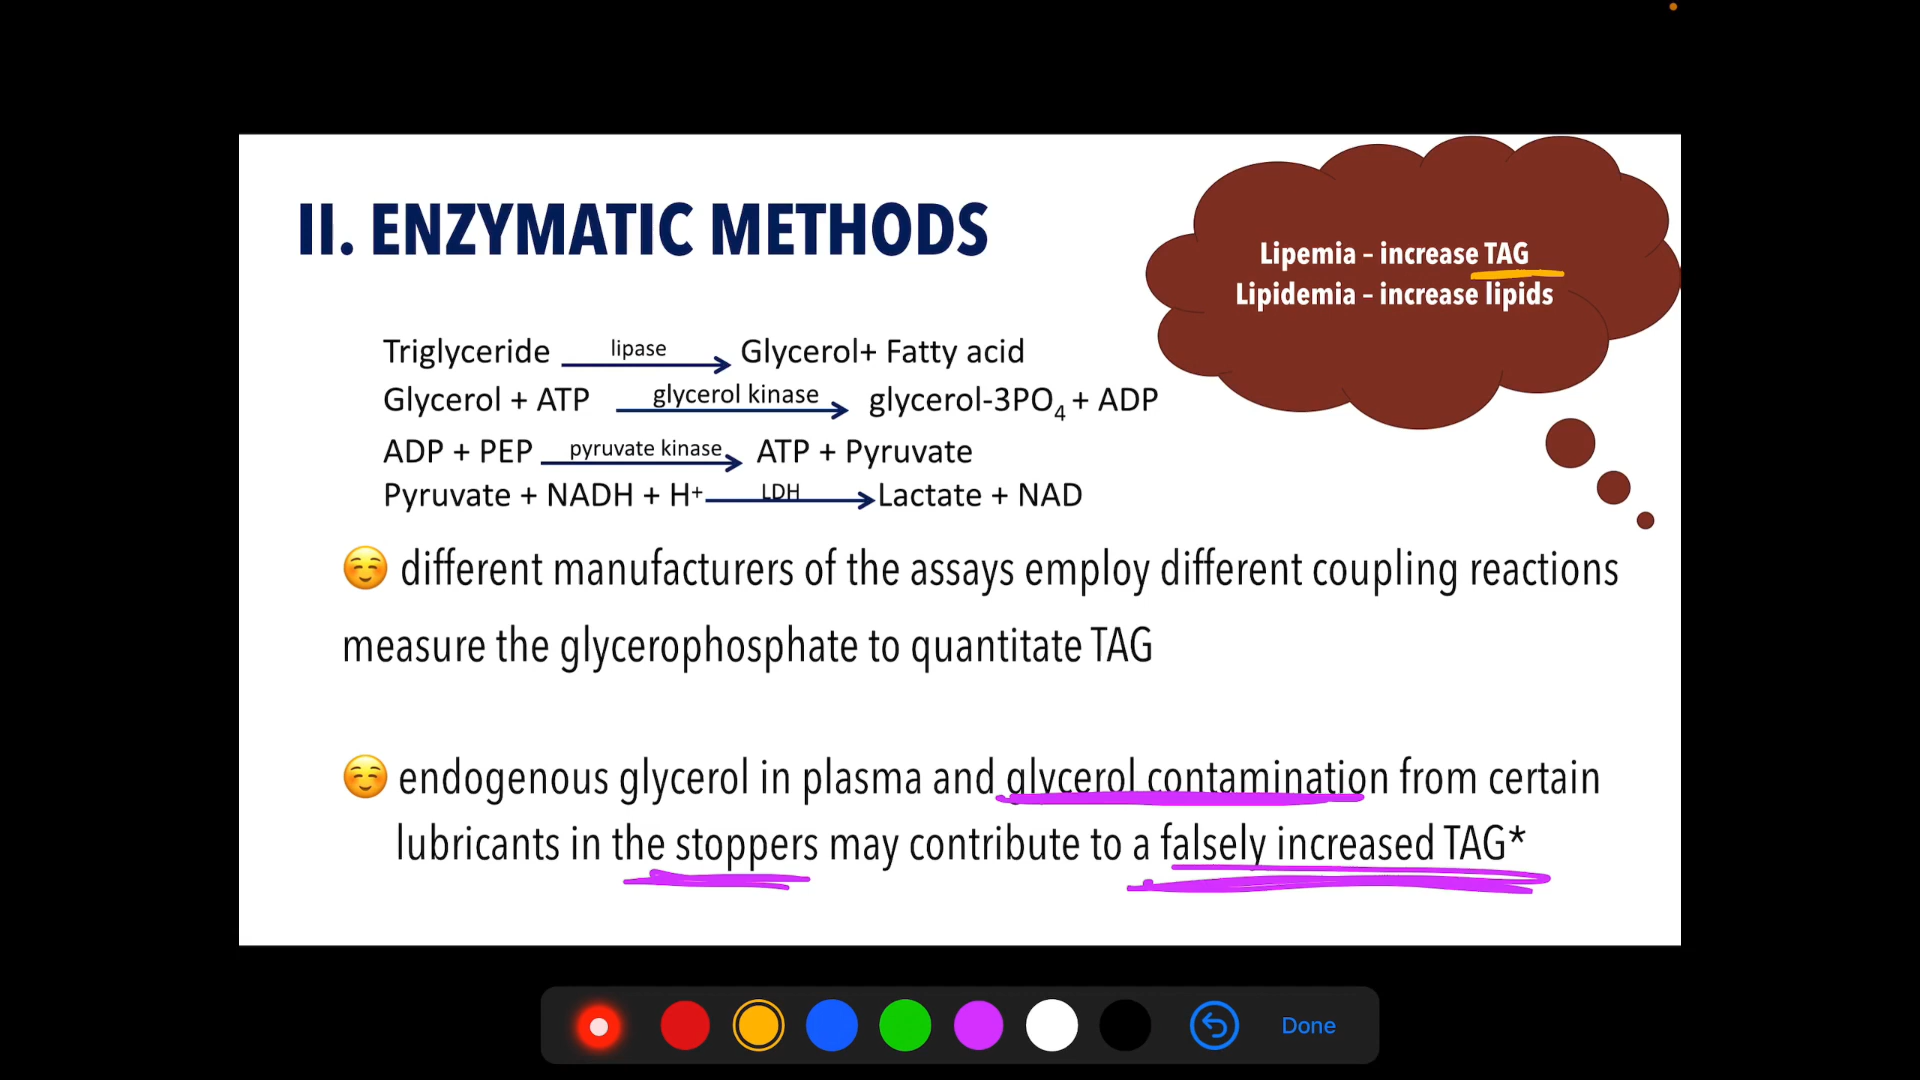 II. ENZYMATIC METHODS
Lipemia – increase TAG
Lipidemia – increase lipids
Triglyceride lipase Glycerol+ Fatty acid
Glycerol + ATP glycerol kinase glycerol-3PO₄ + ADP
ADP + PEP pyruvate kinase ATP + Pyruvate
Pyruvate + NADH + H⁺ LDH Lactate + NAD
☺️ different manufacturers of the assays employ different coupling reactions
measure the glycerophosphate to quantitate TAG
☺️ endogenous glycerol in plasma and glycerol contamination from certain
lubricants in the stoppers may contribute to a falsely increased TAG*
Done